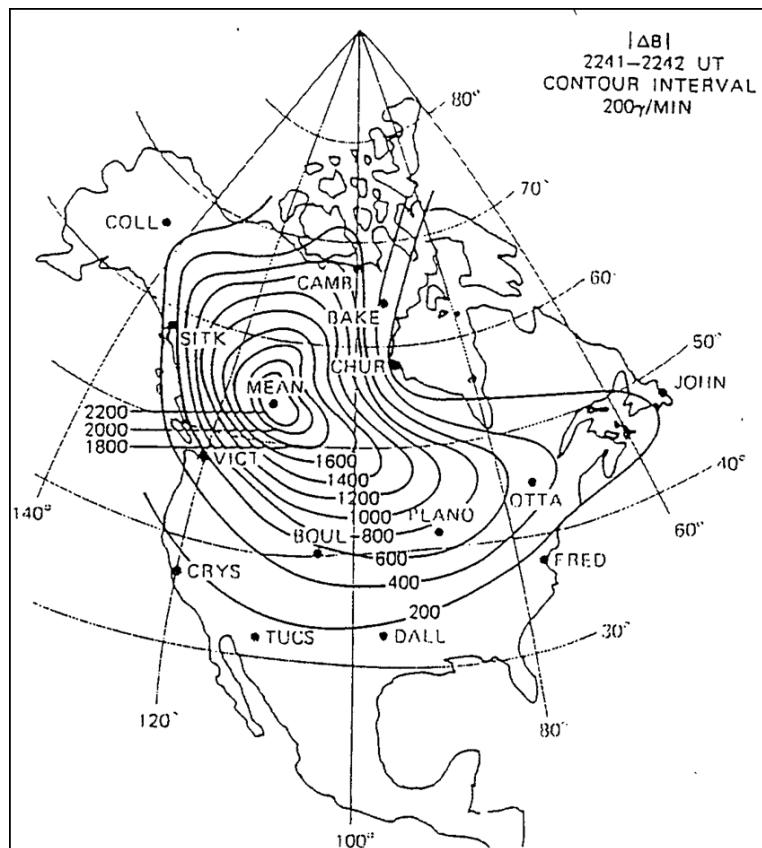 |ΔB|
2241–2242 UT
CONTOUR INTERVAL
200γ/MIN
80°
70°
COLL
60°
CAMB
BAKE
SITK
CHUR
50°
MEAN
JOHN
2200
2000
1800
VICT
1600
40°
1400
OTTA
1200
140°
1000
PLANO
60°
BOUL
800
600
FRED
CRYS
400
200
30°
TUCS
DALL
120°
80°
100°